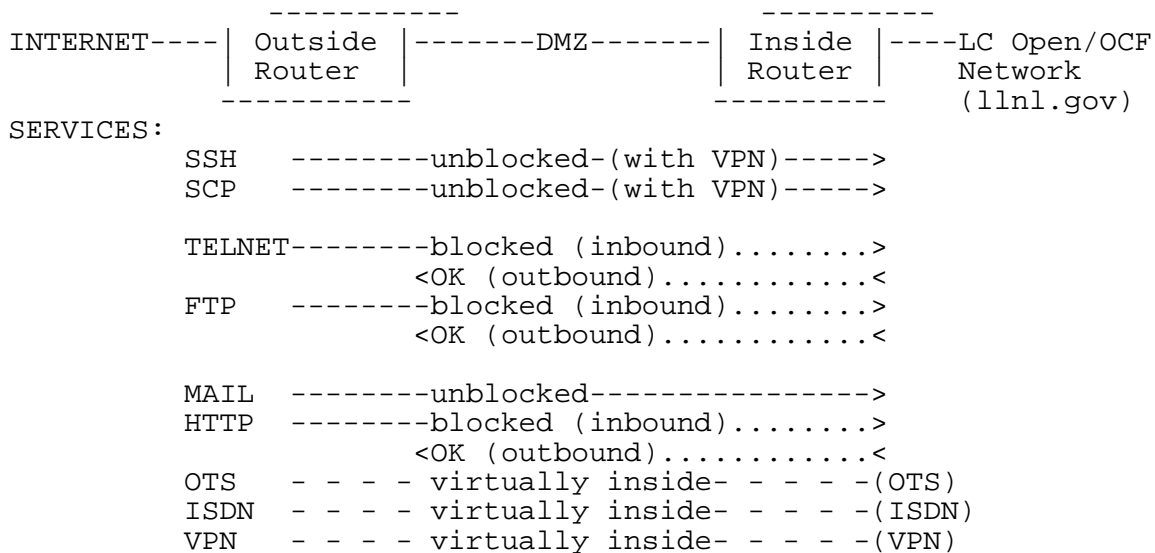 -----------                  ----------
INTERNET----| Outside |-------DMZ-------| Inside |----LC Open/OCF
            | Router  |                 | Router |    Network
             -----------                 ----------   (llnl.gov)
SERVICES:
          SSH   --------unblocked-(with VPN)----->
          SCP   --------unblocked-(with VPN)----->
          TELNET--------blocked (inbound)........>
                       <OK (outbound)............<
          FTP   --------blocked (inbound)........>
                       <OK (outbound)............<
          MAIL  --------unblocked---------------->
          HTTP  --------blocked (inbound)........>
                       <OK (outbound)............<
          OTS   - - - - virtually inside- - - - -(OTS)
          ISDN  - - - - virtually inside- - - - -(ISDN)
          VPN   - - - - virtually inside- - - - -(VPN)